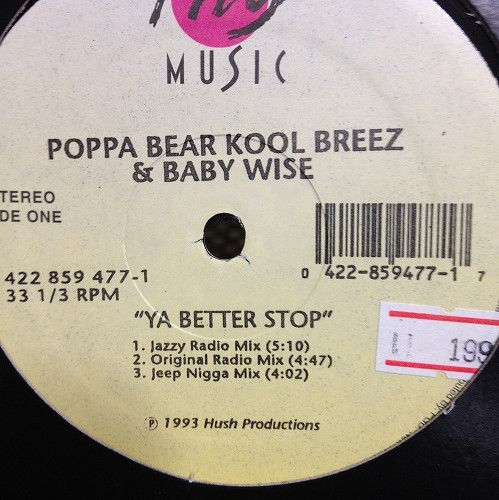 MUSIC
POPPA BEAR KOOL BREEZ
& BABY WISE
TEREO
DE ONE
0 422-859477-1 7
422 859 477-1
33 1/3 RPM
"YA BETTER STOP"
1. Jazzy Radio Mix (5:10)
2. Original Radio Mix (4:47)
3. Jeep Nigga Mix (4:02)
199
℗ 1993 Hush Productions